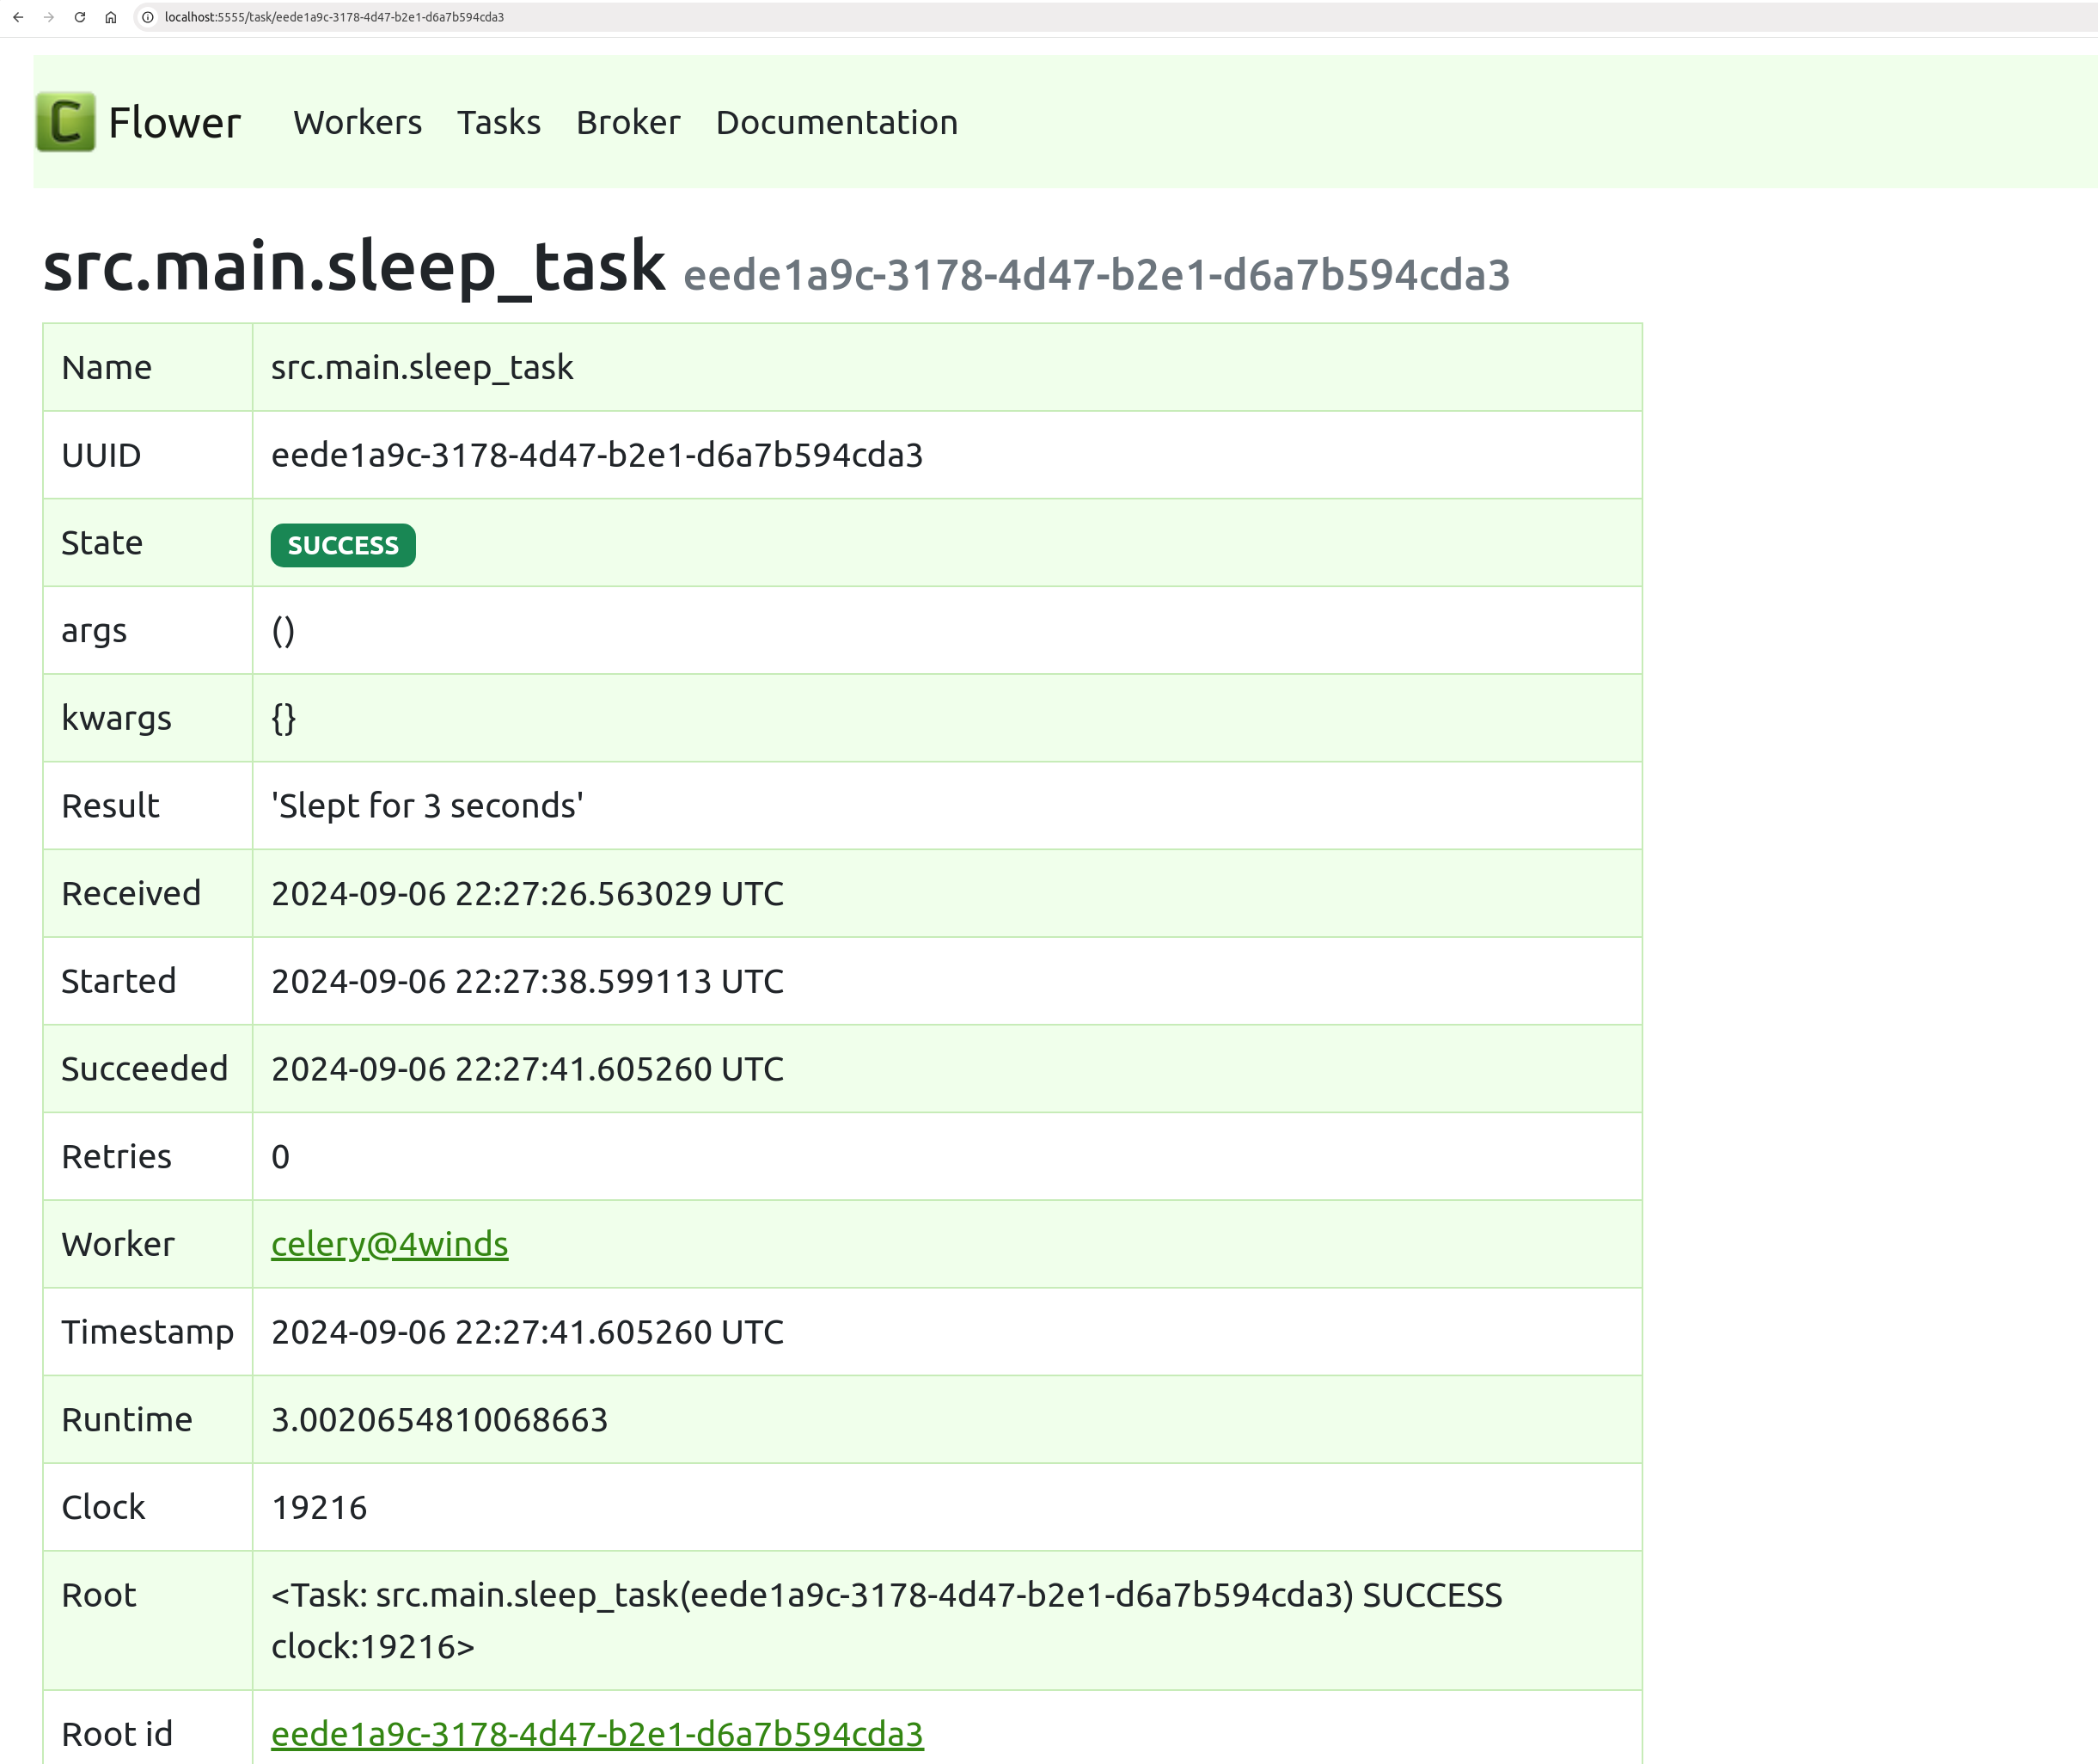 localhost:5555/task/eede1a9c-3178-4d47-b2e1-d6a7b594cda3
C Flower Workers Tasks Broker Documentation
src.main.sleep_task eede1a9c-3178-4d47-b2e1-d6a7b594cda3
Name src.main.sleep_task
UUID eede1a9c-3178-4d47-b2e1-d6a7b594cda3
State SUCCESS
args ()
kwargs {}
Result 'Slept for 3 seconds'
Received 2024-09-06 22:27:26.563029 UTC
Started 2024-09-06 22:27:38.599113 UTC
Succeeded 2024-09-06 22:27:41.605260 UTC
Retries 0
Worker celery@4winds
Timestamp 2024-09-06 22:27:41.605260 UTC
Runtime 3.0020654810068663
Clock 19216
Root <Task: src.main.sleep_task(eede1a9c-3178-4d47-b2e1-d6a7b594cda3) SUCCESS
clock:19216>
Root id eede1a9c-3178-4d47-b2e1-d6a7b594cda3